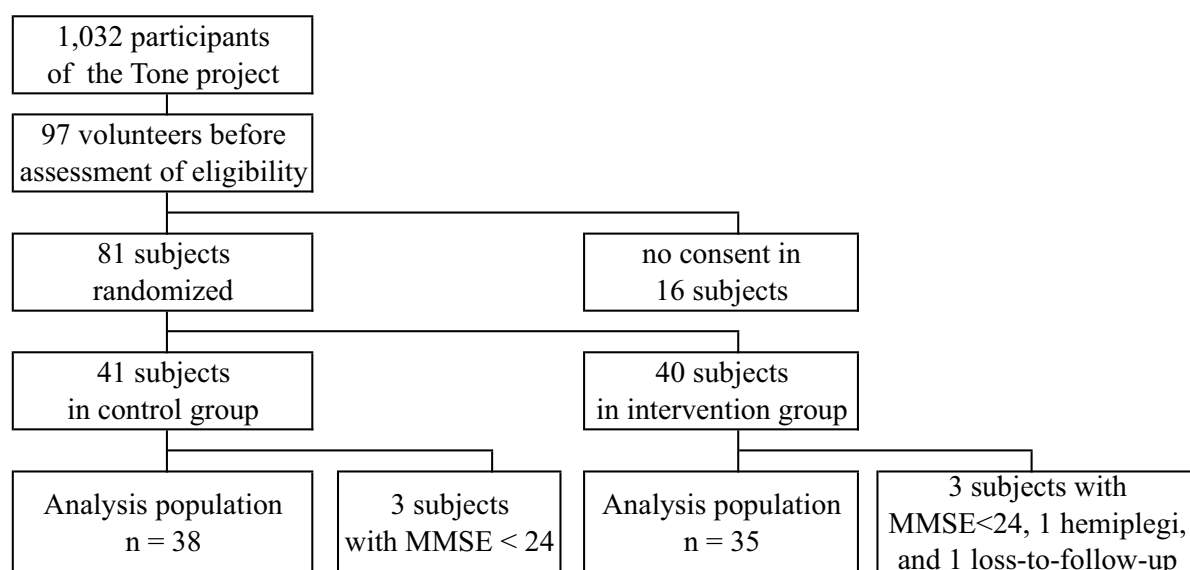 1,032 participants
of the Tone project
97 volunteers before
assessment of eligibility
81 subjects
randomized
no consent in
16 subjects
41 subjects
in control group
40 subjects
in intervention group
Analysis population
n = 38
3 subjects
with MMSE < 24
Analysis population
n = 35
3 subjects with
MMSE<24, 1 hemiplegi,
and 1 loss-to-follow-up